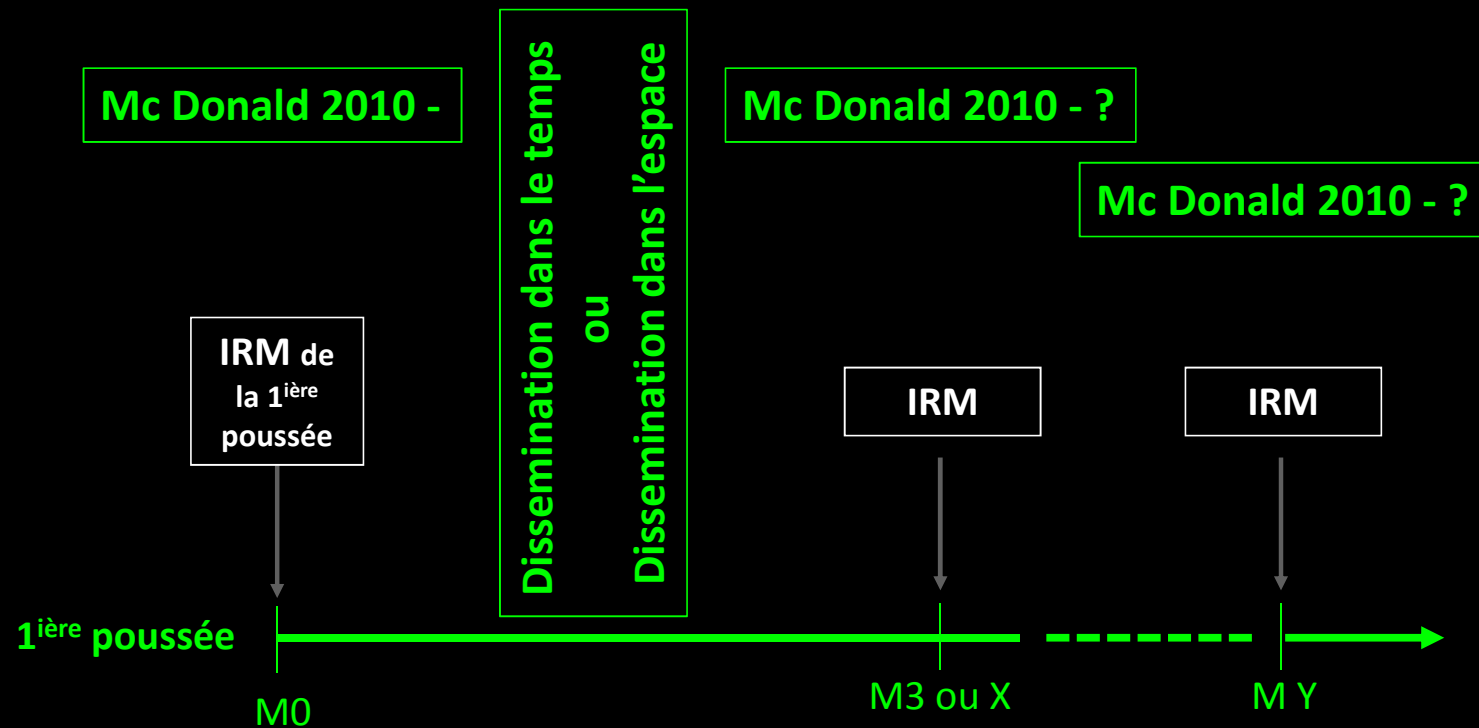 Mc Donald 2010 -
Dissemination dans le temps
ou
Dissemination dans l’espace
Mc Donald 2010 - ?
Mc Donald 2010 - ?
IRM de
la 1ière
poussée
IRM
IRM
1ière poussée
M0
M3 ou X
M Y